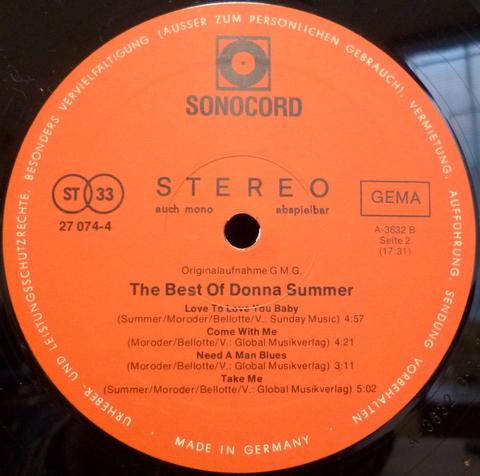 URHEBER- UND LEISTUNGSSCHUTZRECHTE, BESONDERS VERVIELFÄLTIGUNG (AUSSER ZUM PERSÖNLICHEN GEBRAUCH), VERMIETUNG, AUFFÜHRUNG, SENDUNG VORBEHALTEN
SONOCORD
STEREO
auch mono abspielbar
ST 33
27 074-4
GEMA
A-3632 B
Seite 2
(17:31)
Originalaufnahme G.M.G.
The Best Of Donna Summer
Love To Love You Baby
(Summer/Moroder/Bellotte/V.: Sunday Music) 4:57
Come With Me
(Moroder/Bellotte/V.: Global Musikverlag) 4:21
Need A Man Blues
(Moroder/Bellotte/V.: Global Musikverlag) 3:11
Take Me
(Summer/Moroder/Bellotte/V.: Global Musikverlag) 5:02
MADE IN GERMANY